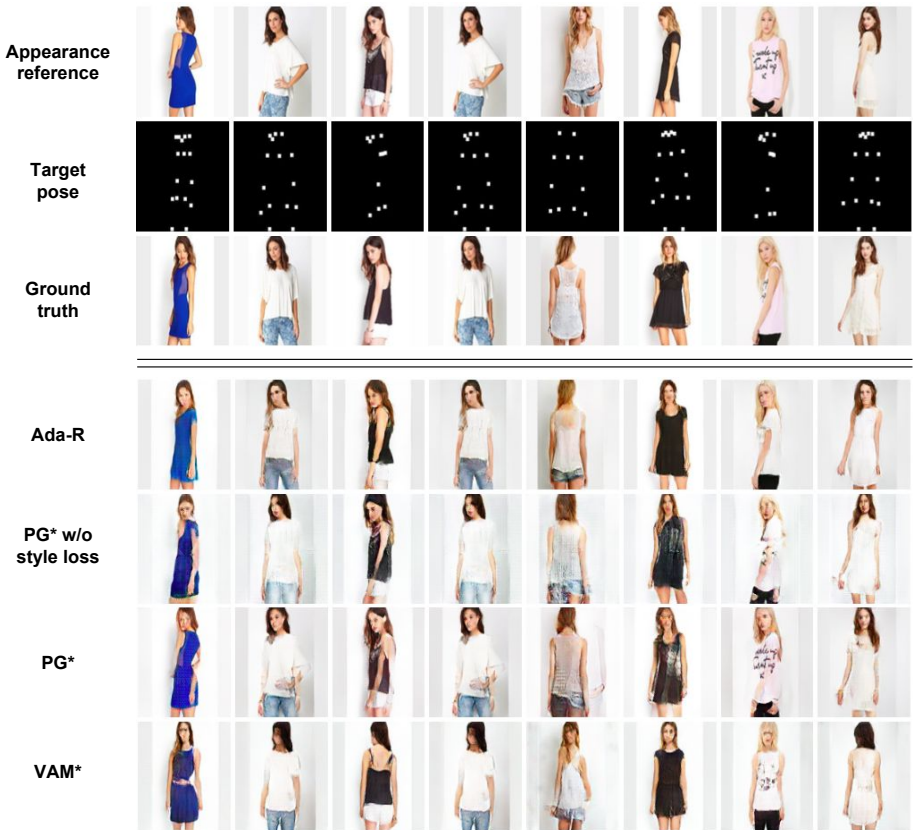 Appearance
reference
Target
pose
Ground
truth
Ada-R
PG* w/o
style loss
PG*
VAM*